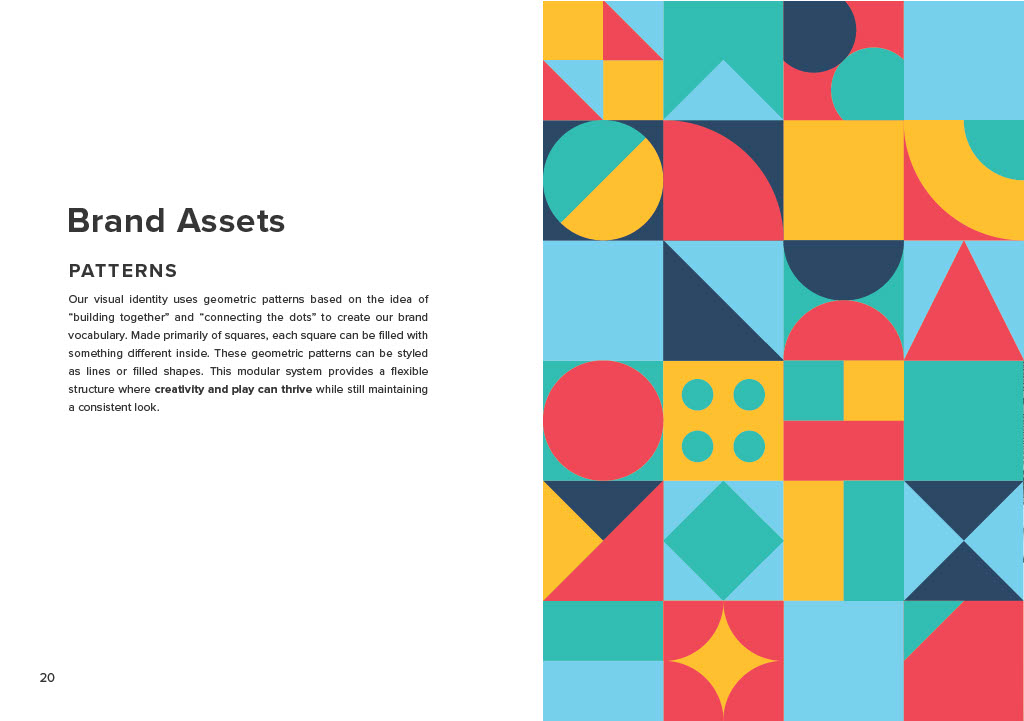 Brand Assets
PATTERNS
Our visual identity uses geometric patterns based on the idea of
“building together” and “connecting the dots” to create our brand
vocabulary. Made primarily of squares, each square can be filled with
something different inside. These geometric patterns can be styled
as lines or filled shapes. This modular system provides a flexible
structure where creativity and play can thrive while still maintaining
a consistent look.
20